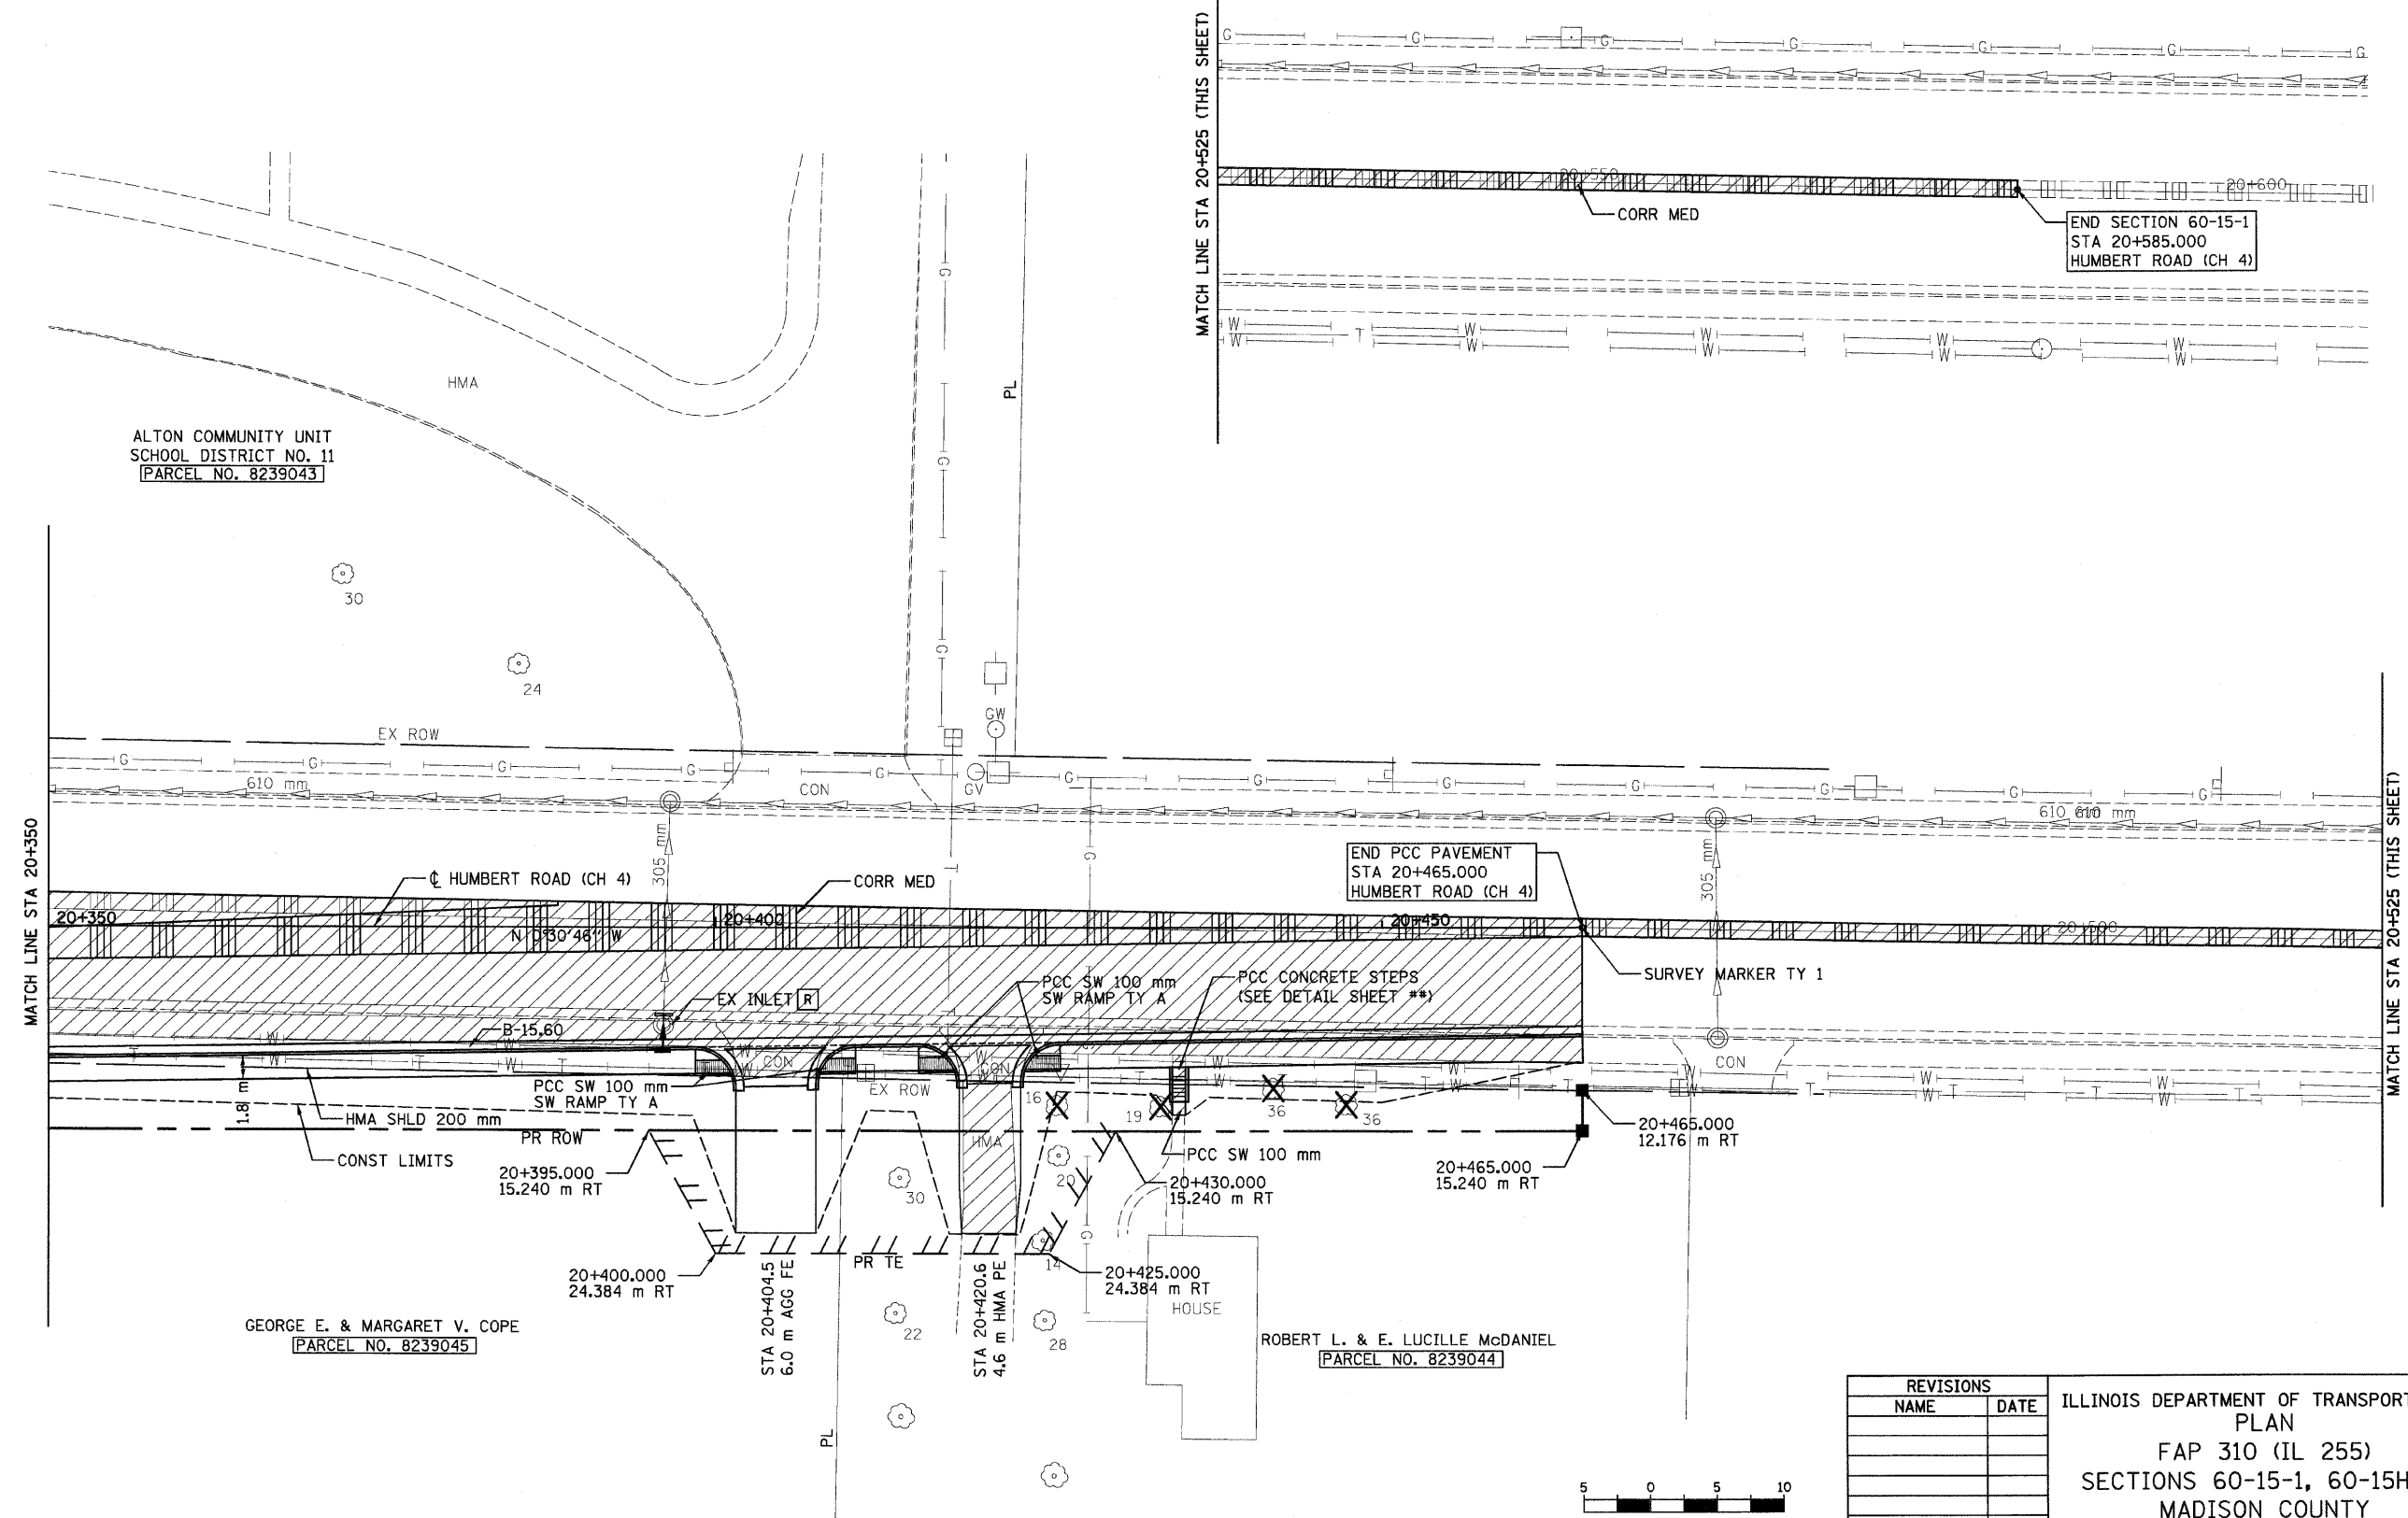 MATCH LINE STA 20+525 (THIS SHEET)
G G G G G G G
20+550
20+600
CORR MED
END SECTION 60-15-1
STA 20+585.000
HUMBERT ROAD (CH 4)
W T W W W W
W W W W W
PL
HMA
ALTON COMMUNITY UNIT
SCHOOL DISTRICT NO. 11
PARCEL NO. 8239043
G
G
G
30
24
EX ROW
GW
G G G G G G G G G G G
610 mm
CON
GV
610 610 mm
MATCH LINE STA 20+350
305 mm
℄ HUMBERT ROAD (CH 4)
CORR MED
END PCC PAVEMENT
STA 20+465.000
HUMBERT ROAD (CH 4)
305 mm
MATCH LINE STA 20+525 (THIS SHEET)
20+350
20+400
20+450
20+500
N 0°30'46" W
T
G
SURVEY MARKER TY 1
EX INLET R
PCC SW 100 mm
SW RAMP TY A
PCC CONCRETE STEPS
(SEE DETAIL SHEET ##)
B-15.60
CON
CON
CON
PCC SW 100 mm
SW RAMP TY A
EX ROW
1.8 m
HMA SHLD 200 mm
16
19
36
36
PR ROW
CONST LIMITS
HMA
PCC SW 100 mm
20+465.000
12.176 m RT
20+395.000
15.240 m RT
30
20
20+430.000
15.240 m RT
20+465.000
15.240 m RT
G
PR TE
14
20+400.000
24.384 m RT
STA 20+404.5
6.0 m AGG FE
STA 20+420.6
4.6 m HMA PE
20+425.000
24.384 m RT
HOUSE
22
28
GEORGE E. & MARGARET V. COPE
PARCEL NO. 8239045
ROBERT L. & E. LUCILLE McDANIEL
PARCEL NO. 8239044
PL
5 0 5 10
REVISIONS
NAME DATE
ILLINOIS DEPARTMENT OF TRANSPORT
PLAN
FAP 310 (IL 255)
SECTIONS 60-15-1, 60-15H
MADISON COUNTY